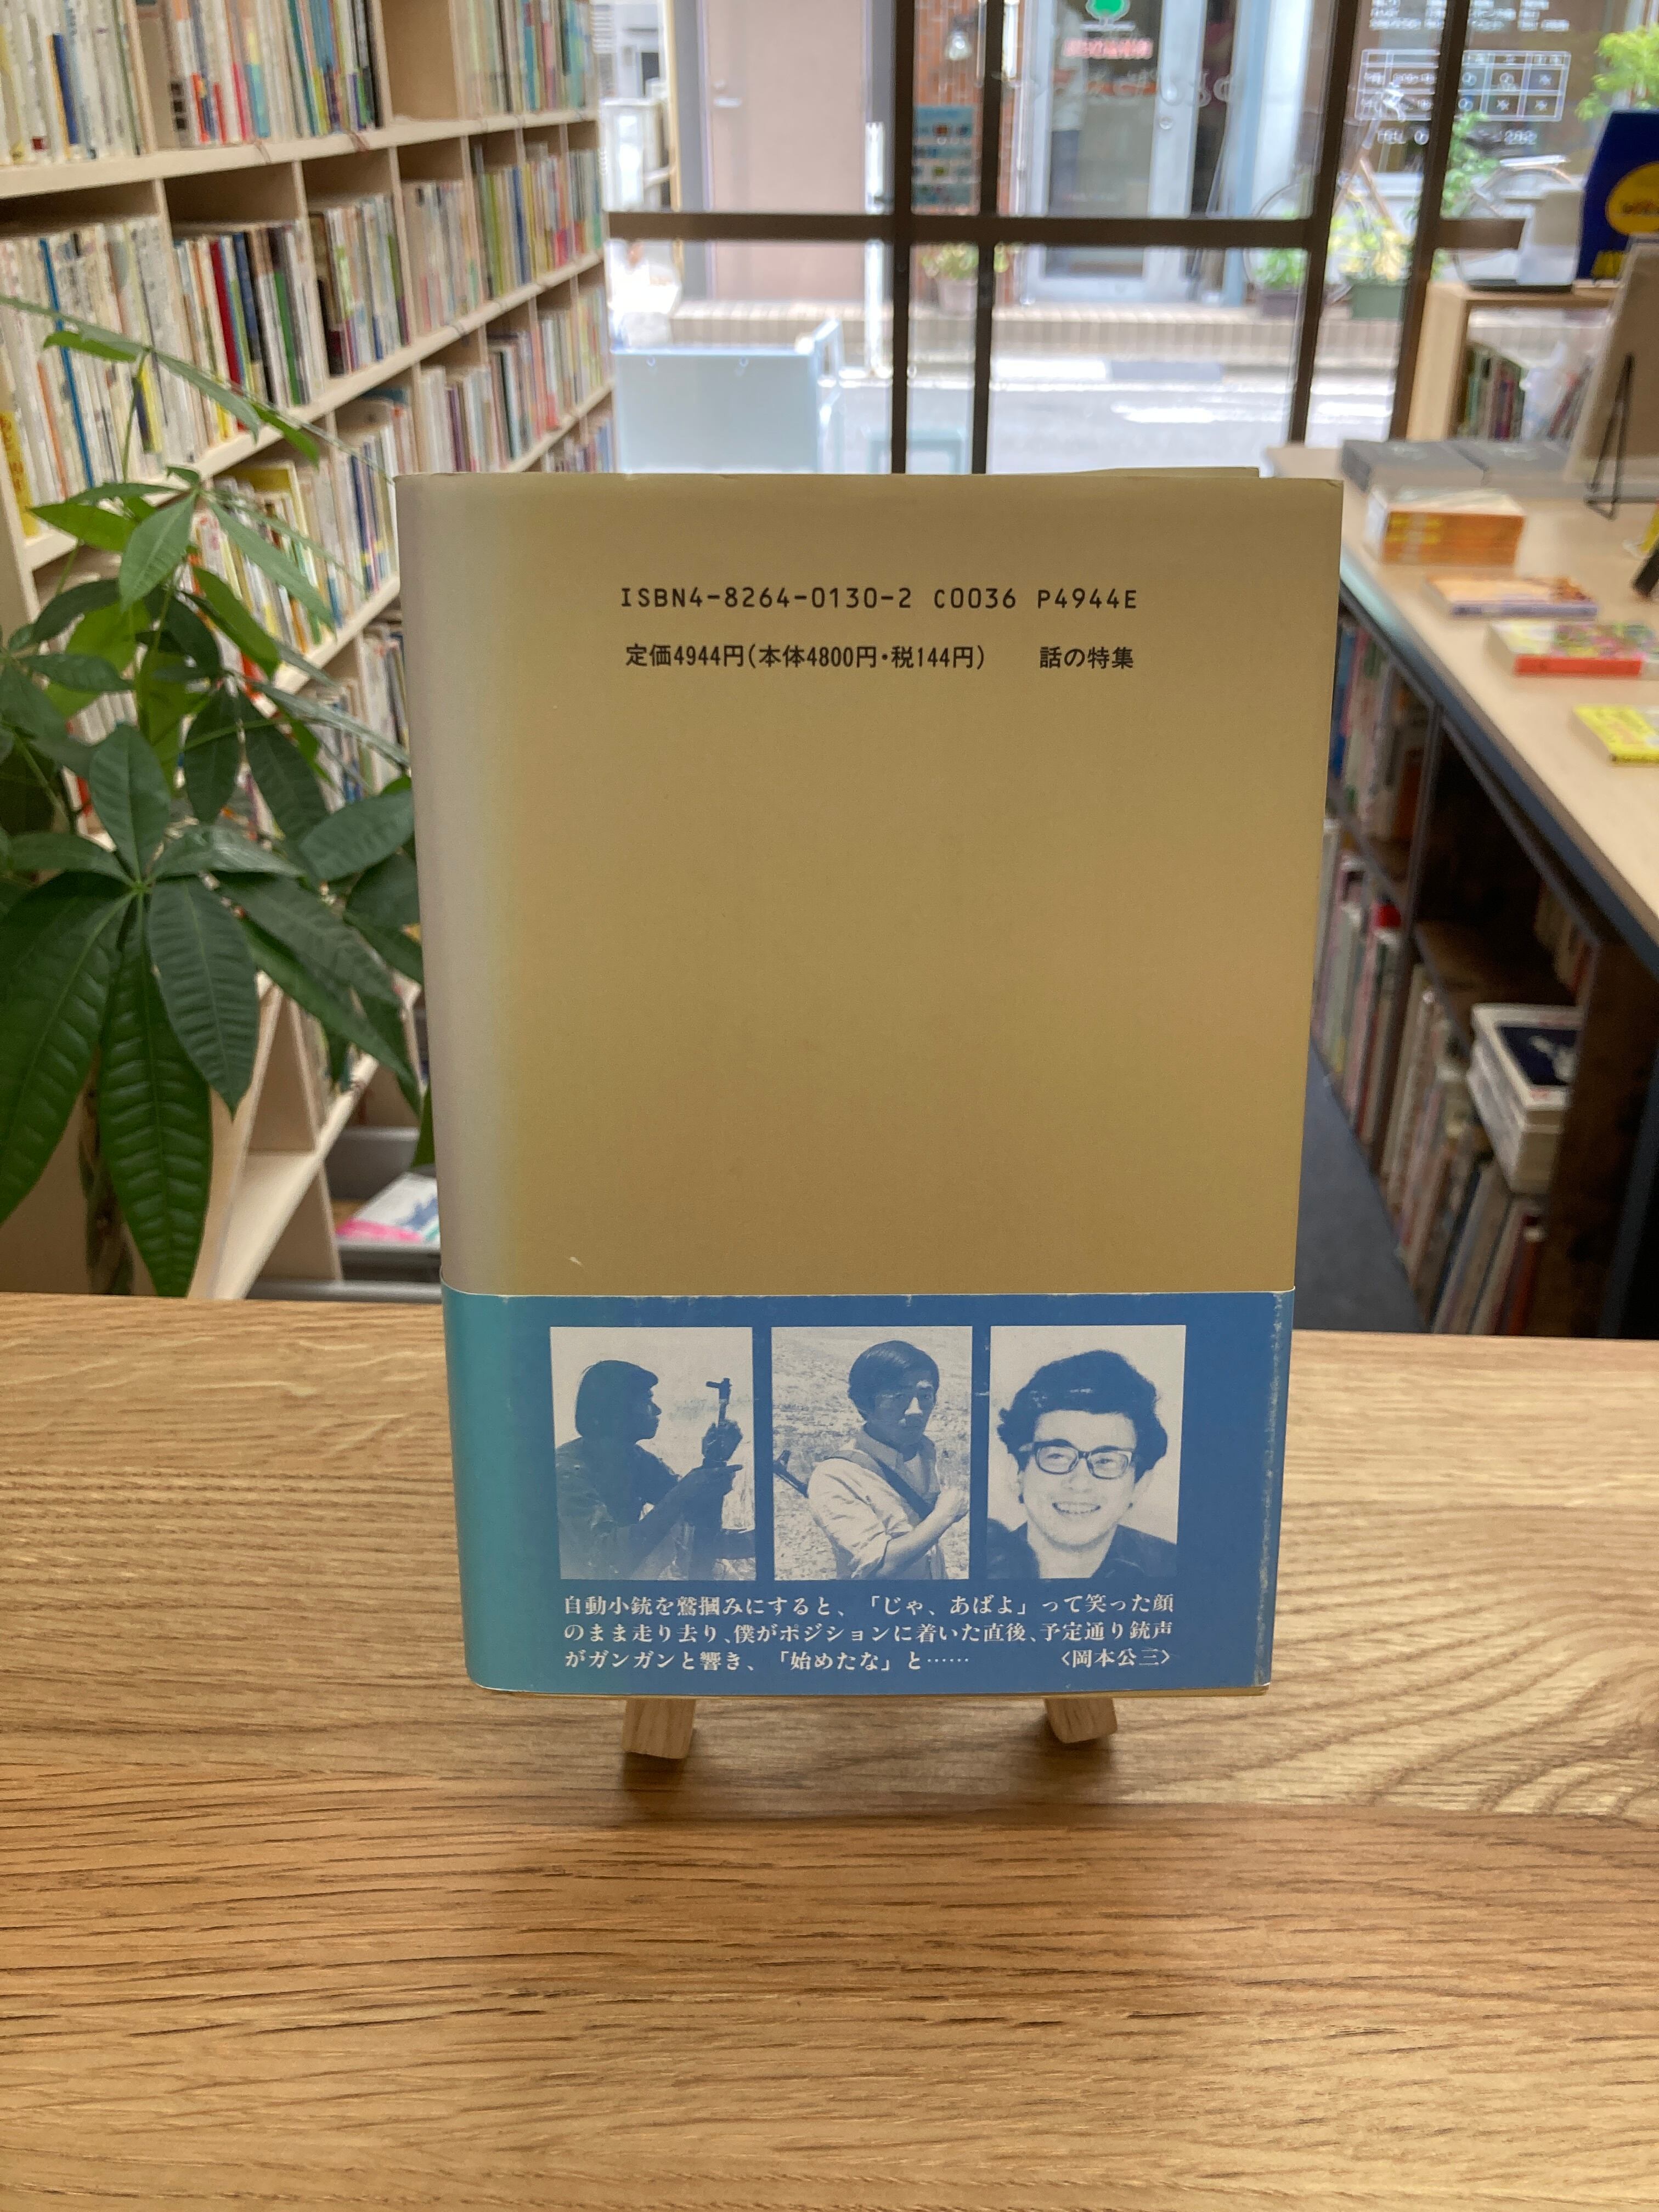 ISBN4-8264-0130-2 C0036 P4944E
定価4944円(本体4800円・税144円) 話の特集
自動小銃を鷲摑みにすると、「じゃ、あばよ」って笑った顔
のまま走り去り、僕がポジションに着いた直後、予定通り銃声
がガンガンと響き、「始めたな」と…… 〈岡本公三〉